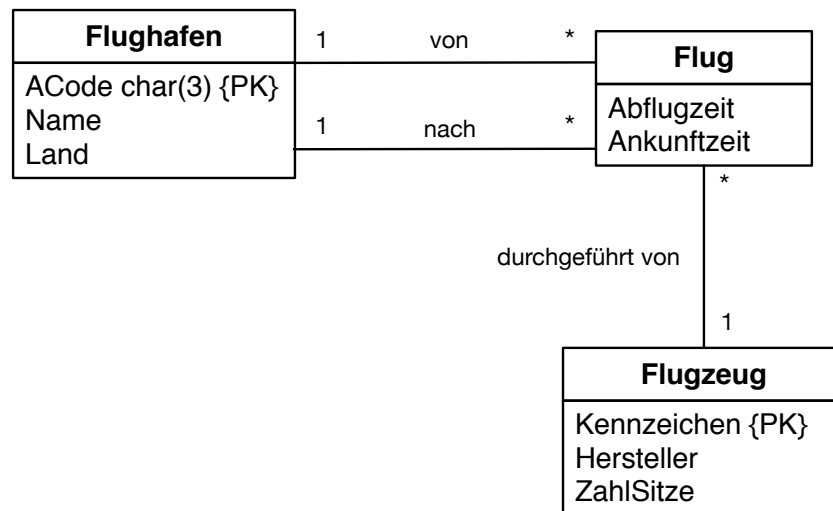 Flughafen
ACode char(3) {PK}
Name
Land
1 von *
1 nach *
Flug
Abflugzeit
Ankunftzeit
*
durchgeführt von
1
Flugzeug
Kennzeichen {PK}
Hersteller
ZahlSitze